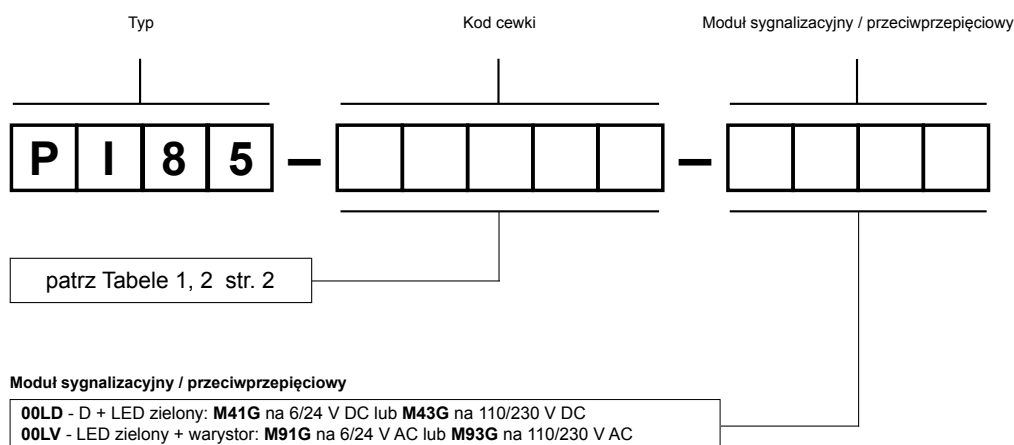 Typ Kod cewki Moduł sygnalizacyjny / przeciwprzepięciowy
P I 8 5 – –
patrz Tabele 1, 2 str. 2
Moduł sygnalizacyjny / przeciwprzepięciowy
00LD - D + LED zielony: M41G na 6/24 V DC lub M43G na 110/230 V DC
00LV - LED zielony + warystor: M91G na 6/24 V AC lub M93G na 110/230 V AC